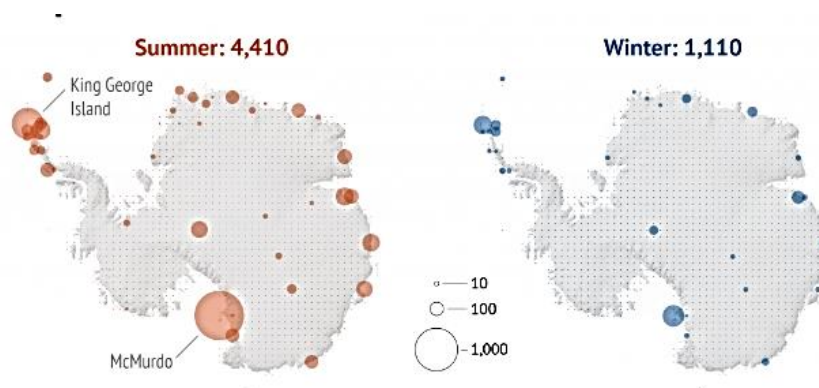 Summer: 4,410
Winter: 1,110
King George
Island
10
100
1,000
McMurdo